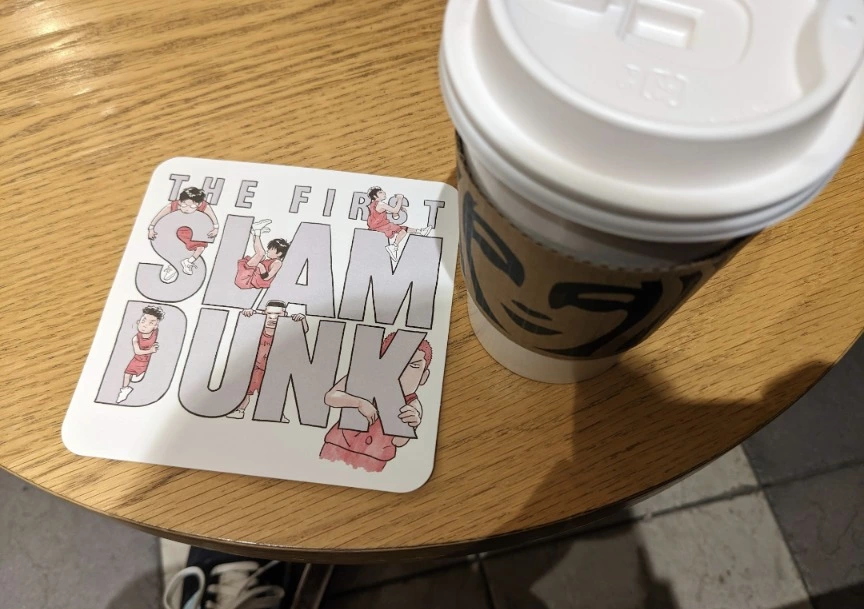 THE FIRST
SLAM
DUNK